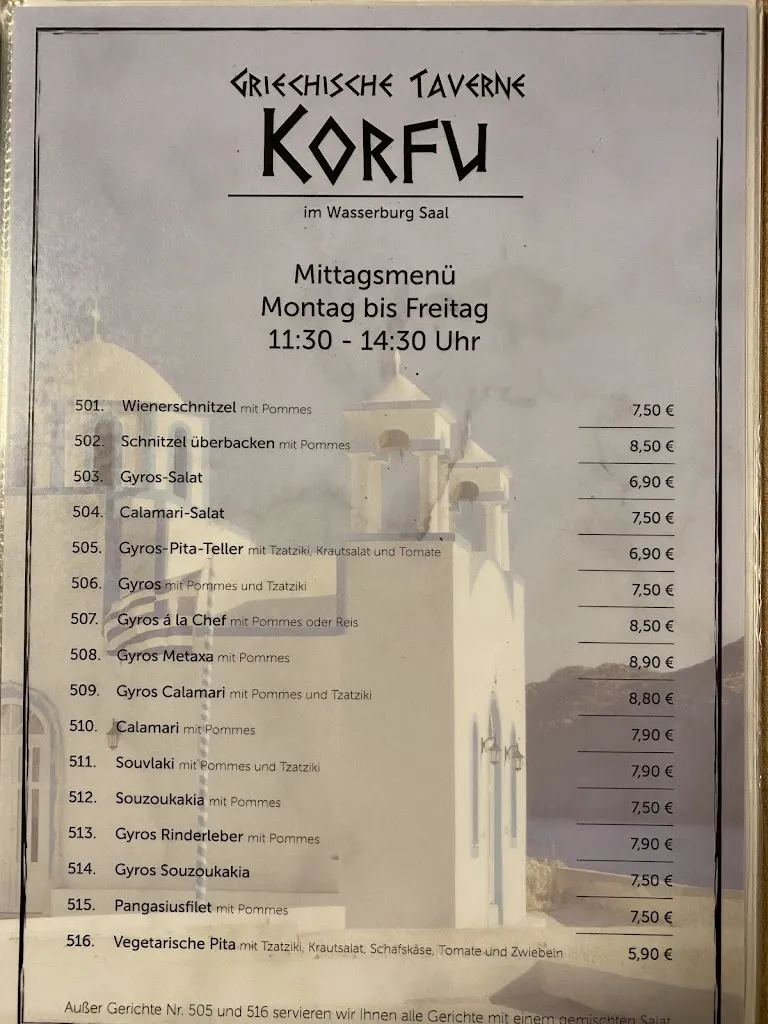 GRIECHISCHE TAVERNE
KORFU
im Wasserburg Saal
Mittagsmenü
Montag bis Freitag
11:30 - 14:30 Uhr
501. Wienerschnitzel mit Pommes 7,50 €
502. Schnitzel überbacken mit Pommes 8,50 €
503. Gyros-Salat 6,90 €
504. Calamari-Salat 7,50 €
505. Gyros-Pita-Teller mit Tzatziki, Krautsalat und Tomate 6,90 €
506. Gyros mit Pommes und Tzatziki 7,50 €
507. Gyros á la Chef mit Pommes oder Reis 8,50 €
508. Gyros Metaxa mit Pommes 8,90 €
509. Gyros Calamari mit Pommes und Tzatziki 8,80 €
510. Calamari mit Pommes 7,90 €
511. Souvlaki mit Pommes und Tzatziki 7,90 €
512. Souzoukakia mit Pommes 7,50 €
513. Gyros Rinderleber mit Pommes 7,90 €
514. Gyros Souzoukakia 7,50 €
515. Pangasiusfilet mit Pommes 7,50 €
516. Vegetarische Pita mit Tzatziki, Krautsalat, Schafskäse, Tomate und Zwiebeln 5,90 €
Außer Gerichte Nr. 505 und 516 servieren wir Ihnen alle Gerichte mit einem gemischten Salat